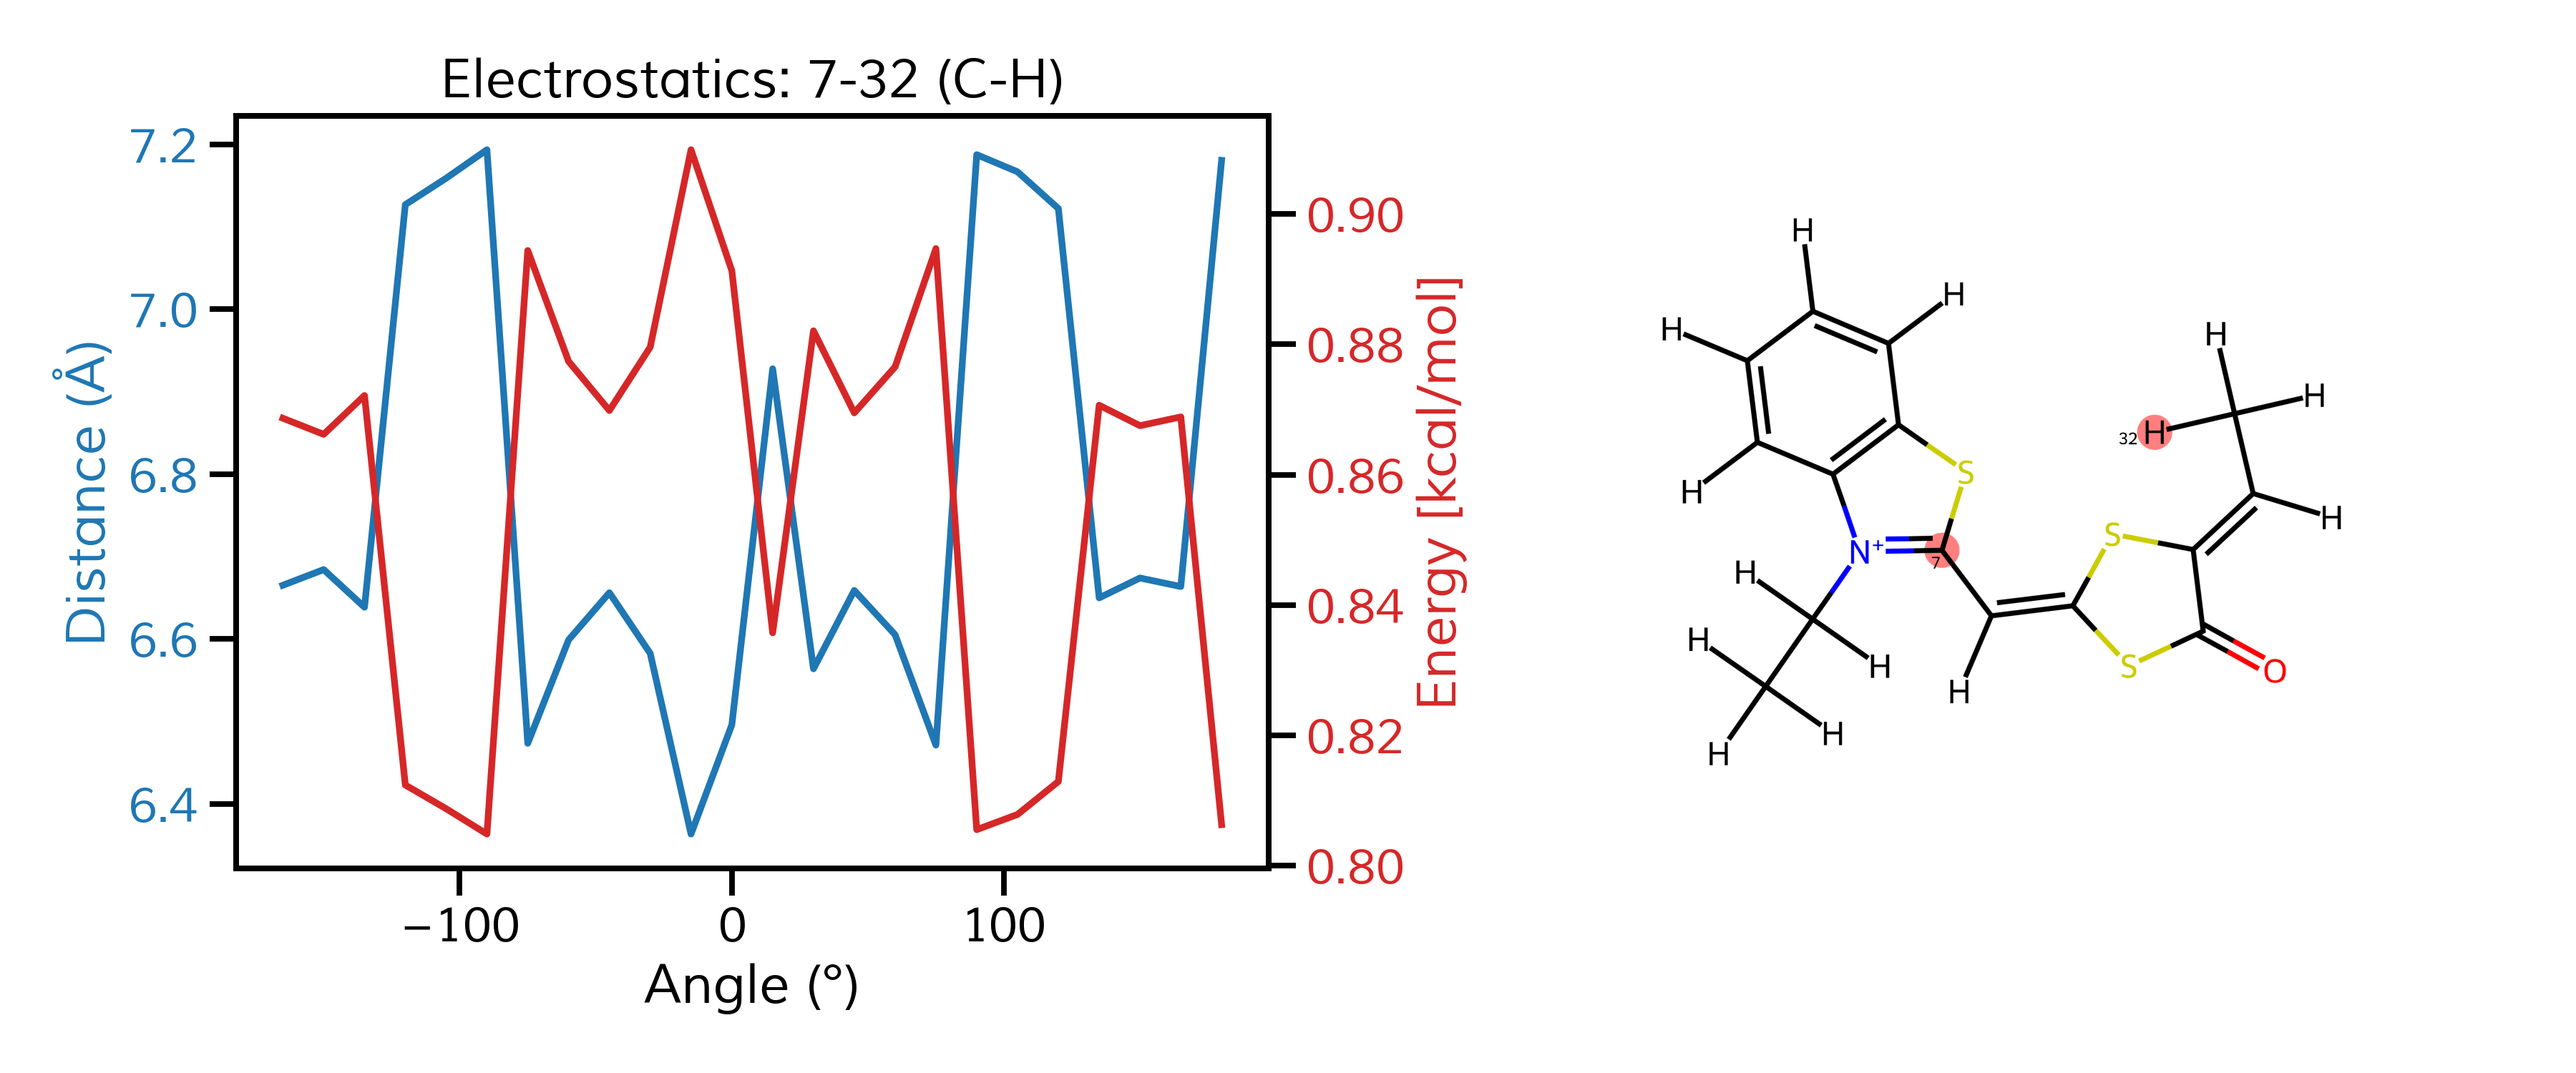 Electrostatics: 7-32 (C-H)
7.2
7.0
6.8
6.6
6.4
Distance (Å)
0.90
0.88
0.86
0.84
0.82
0.80
Energy [kcal/mol]
−100
0
100
Angle (°)
H
H
H
H
H
H
32
H
S
H
H
S
N+
7
H
H
S
O
H
H
H
H
H